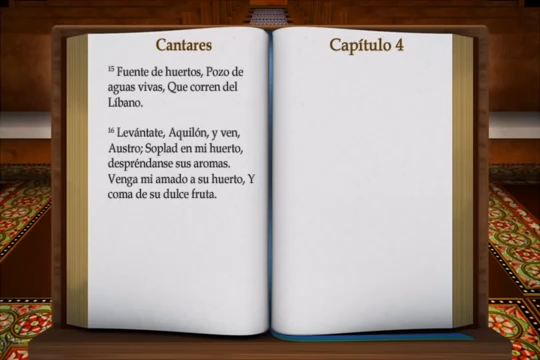 Cantares
15 Fuente de huertos, Pozo de
aguas vivas, Que corren del
Líbano.
16 Levántate, Aquilón, y ven,
Austro; Soplad en mi huerto,
despréndanse sus aromas.
Venga mi amado a su huerto, Y
coma de su dulce fruta.
Capítulo 4